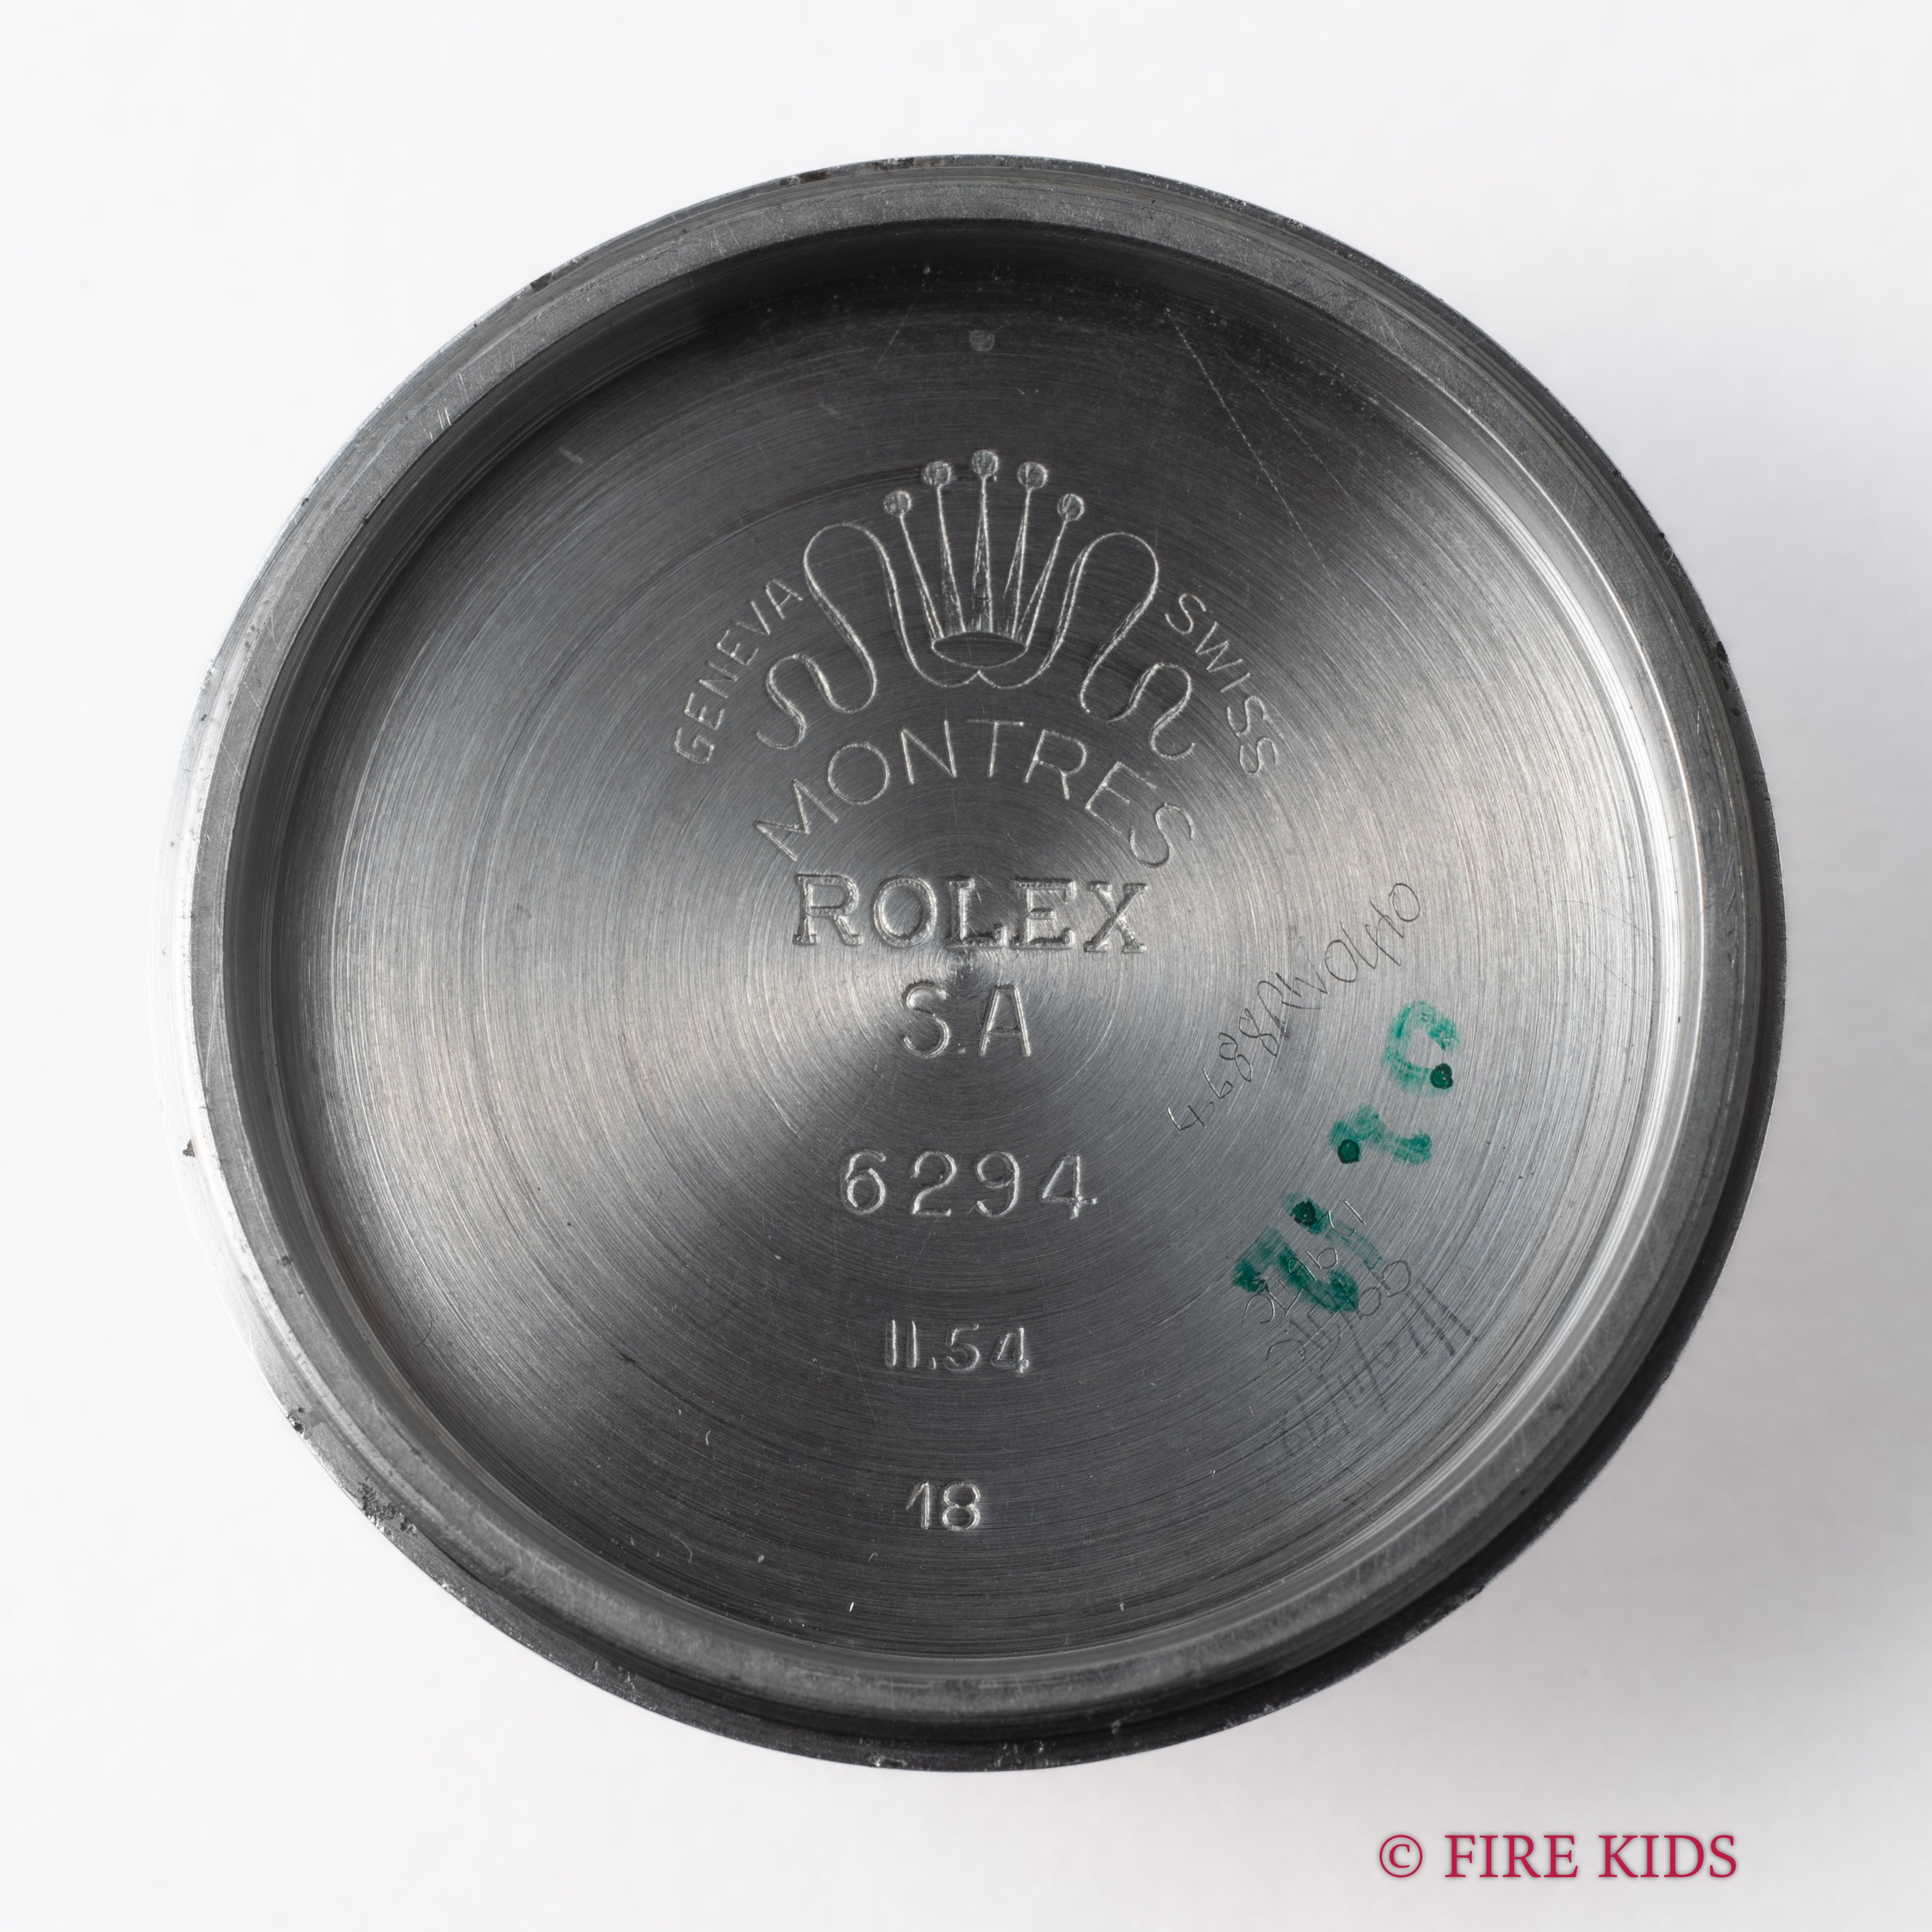 GENEVA SWISS
MONTRES
ROLEX
S.A
6294
II.54
18
© FIRE KIDS